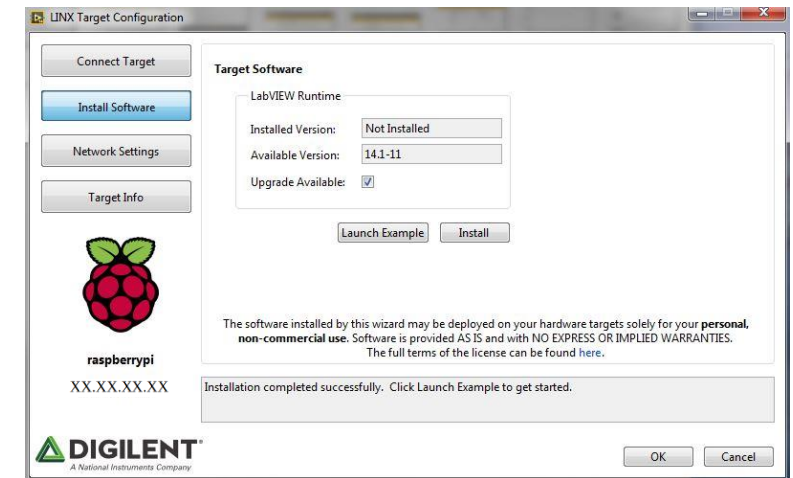 LINX Target Configuration
Connect Target
Install Software
Network Settings
Target Info
raspberrypi
XX.XX.XX.XX
Target Software
LabVIEW Runtime
Installed Version: Not Installed
Available Version: 14.1-11
Upgrade Available:
Launch Example Install
The software installed by this wizard may be deployed on your hardware targets solely for your personal,
non-commercial use. Software is provided AS IS and with NO EXPRESS OR IMPLIED WARRANTIES.
The full terms of the license can be found here.
Installation completed successfully. Click Launch Example to get started.
DIGILENT
A National Instruments Company
OK Cancel